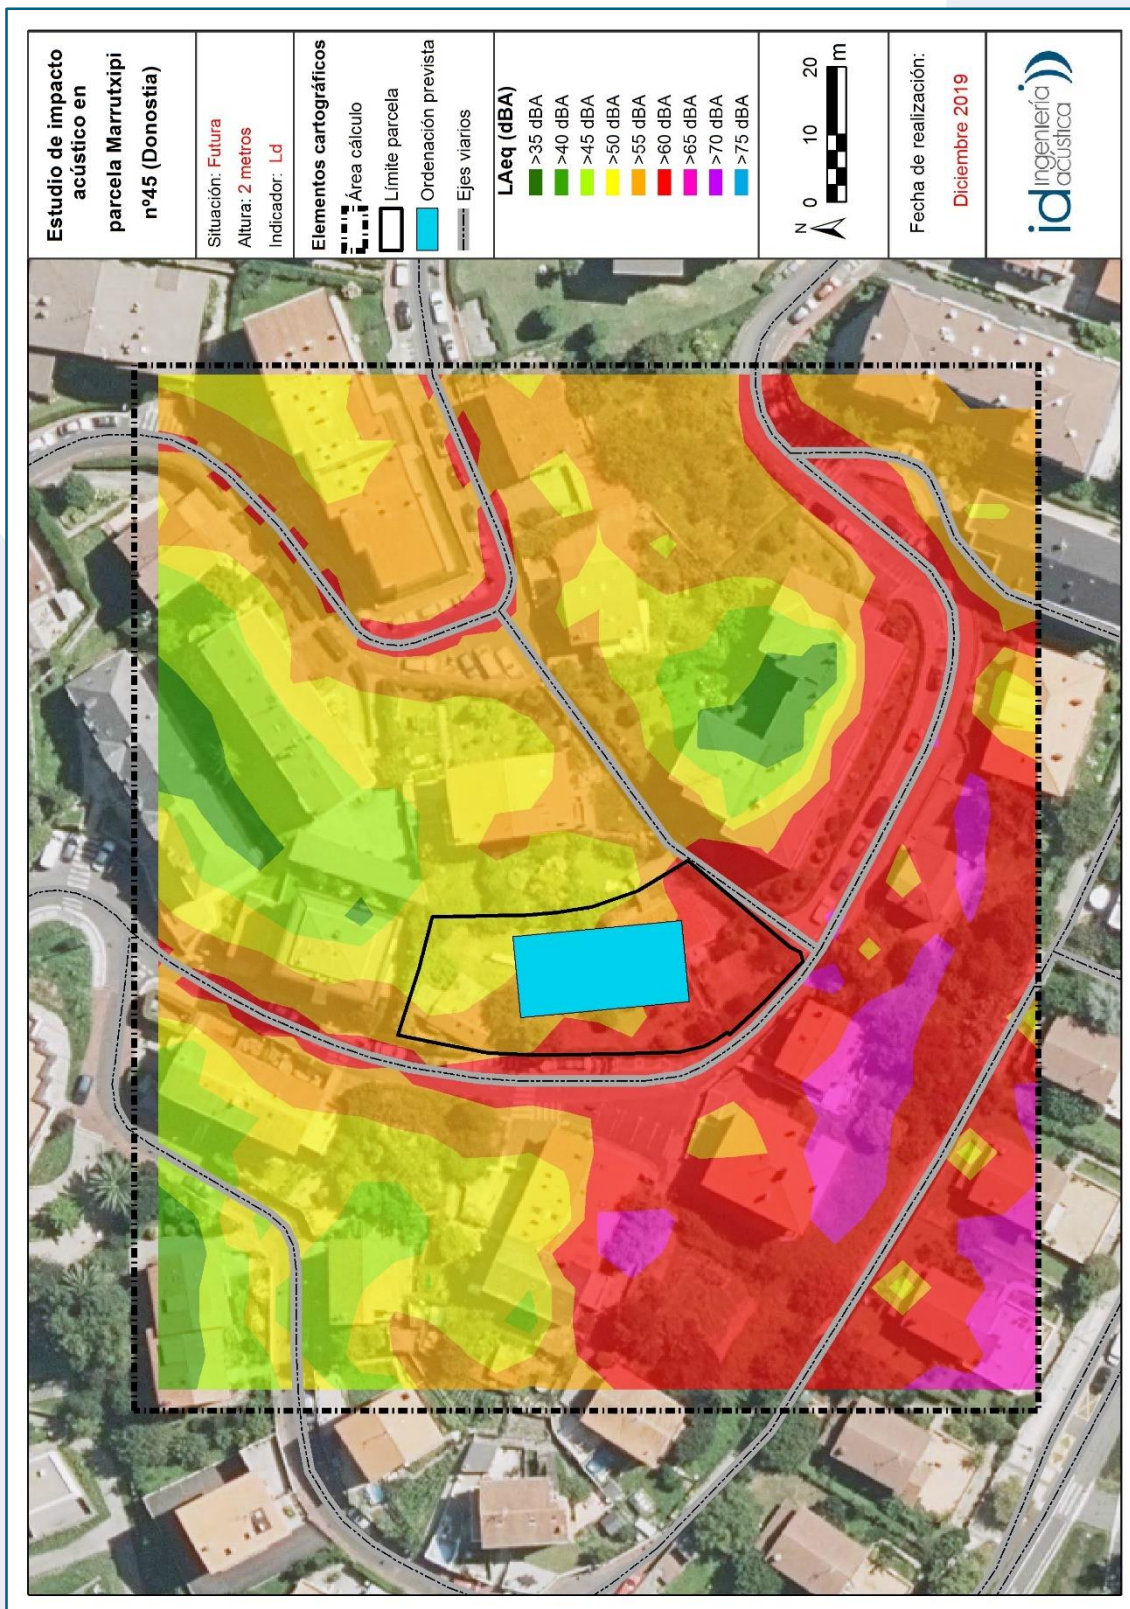 Estudio de impacto
acústico en
parcela Marrutxipi
nº45 (Donostia)
Situación: Futura
Altura: 2 metros
Indicador: Ld
Elementos cartográficos
Área cálculo
Límite parcela
Ordenación prevista
Ejes viarios
LAeq (dBA)
>35 dBA
>40 dBA
>45 dBA
>50 dBA
>55 dBA
>60 dBA
>65 dBA
>70 dBA
>75 dBA
N
0 10 20
m
Fecha de realización:
Diciembre 2019
id Ingeniería
acústica